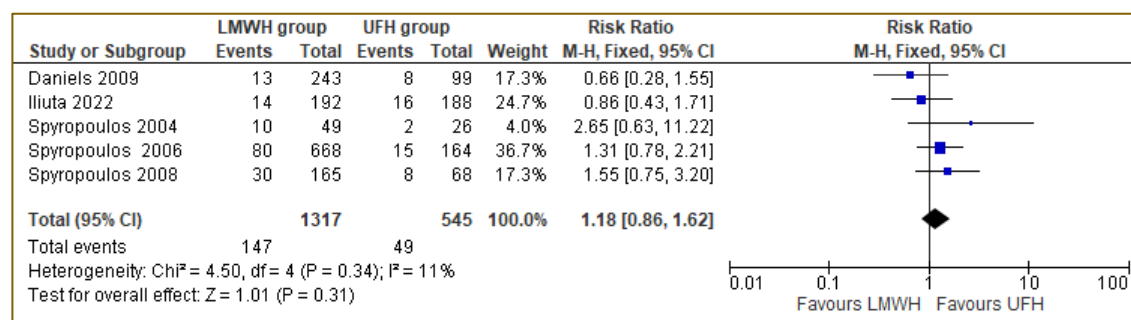 LMWH group UFH group Risk Ratio Risk Ratio
Study or Subgroup Events Total Events Total Weight M-H, Fixed, 95% CI M-H, Fixed, 95% CI
Daniels 2009 13 243 8 99 17.3% 0.66 [0.28, 1.55]
Iliuta 2022 14 192 16 188 24.7% 0.86 [0.43, 1.71]
Spyropoulos 2004 10 49 2 26 4.0% 2.65 [0.63, 11.22]
Spyropoulos 2006 80 668 15 164 36.7% 1.31 [0.78, 2.21]
Spyropoulos 2008 30 165 8 68 17.3% 1.55 [0.75, 3.20]
Total (95% CI) 1317 545 100.0% 1.18 [0.86, 1.62]
Total events 147 49
Heterogeneity: Chi² = 4.50, df = 4 (P = 0.34); I² = 11%
Test for overall effect: Z = 1.01 (P = 0.31)
0.01 0.1 1 10 100
Favours LMWH Favours UFH